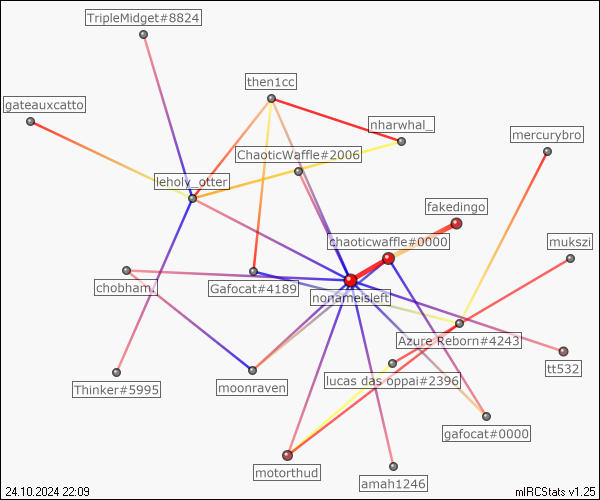 TripleMidget#8824
then1cc
gateauxcatto
nharwhal_
mercurybro
ChaoticWaffle#2006
leholy_otter
fakedingo
chaoticwaffle#0000
mukszi
chobham.
Gafocat#4189
nonameisleft
Azure Reborn#4243
tt532
Thinker#5995
moonraven
lucas das oppai#2396
gafocat#0000
motorthud
amah1246
24.10.2024 22:09
mIRCStats v1.25